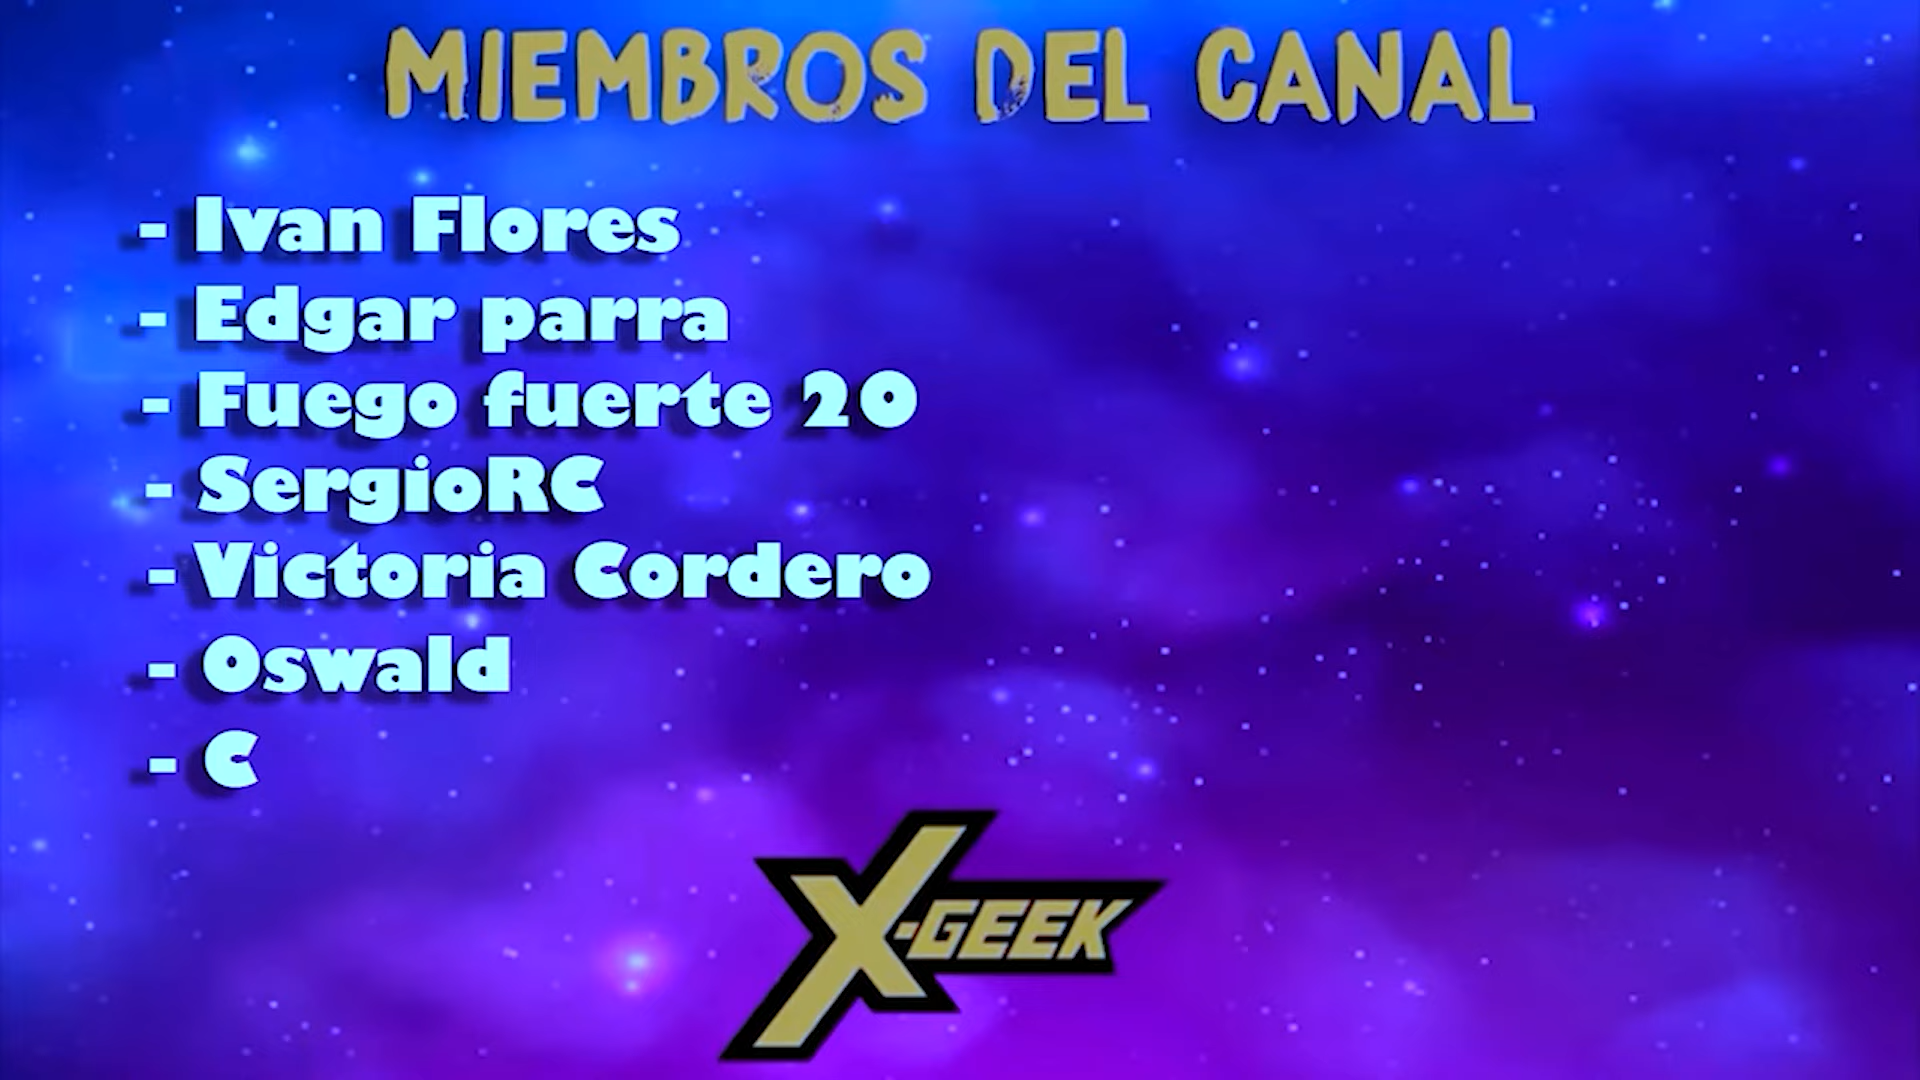 MIEMBROS DEL CANAL
- Ivan Flores
- Edgar parra
- Fuego fuerte 20
- SergioRC
- Victoria Cordero
- Oswald
- C
X-GEEK